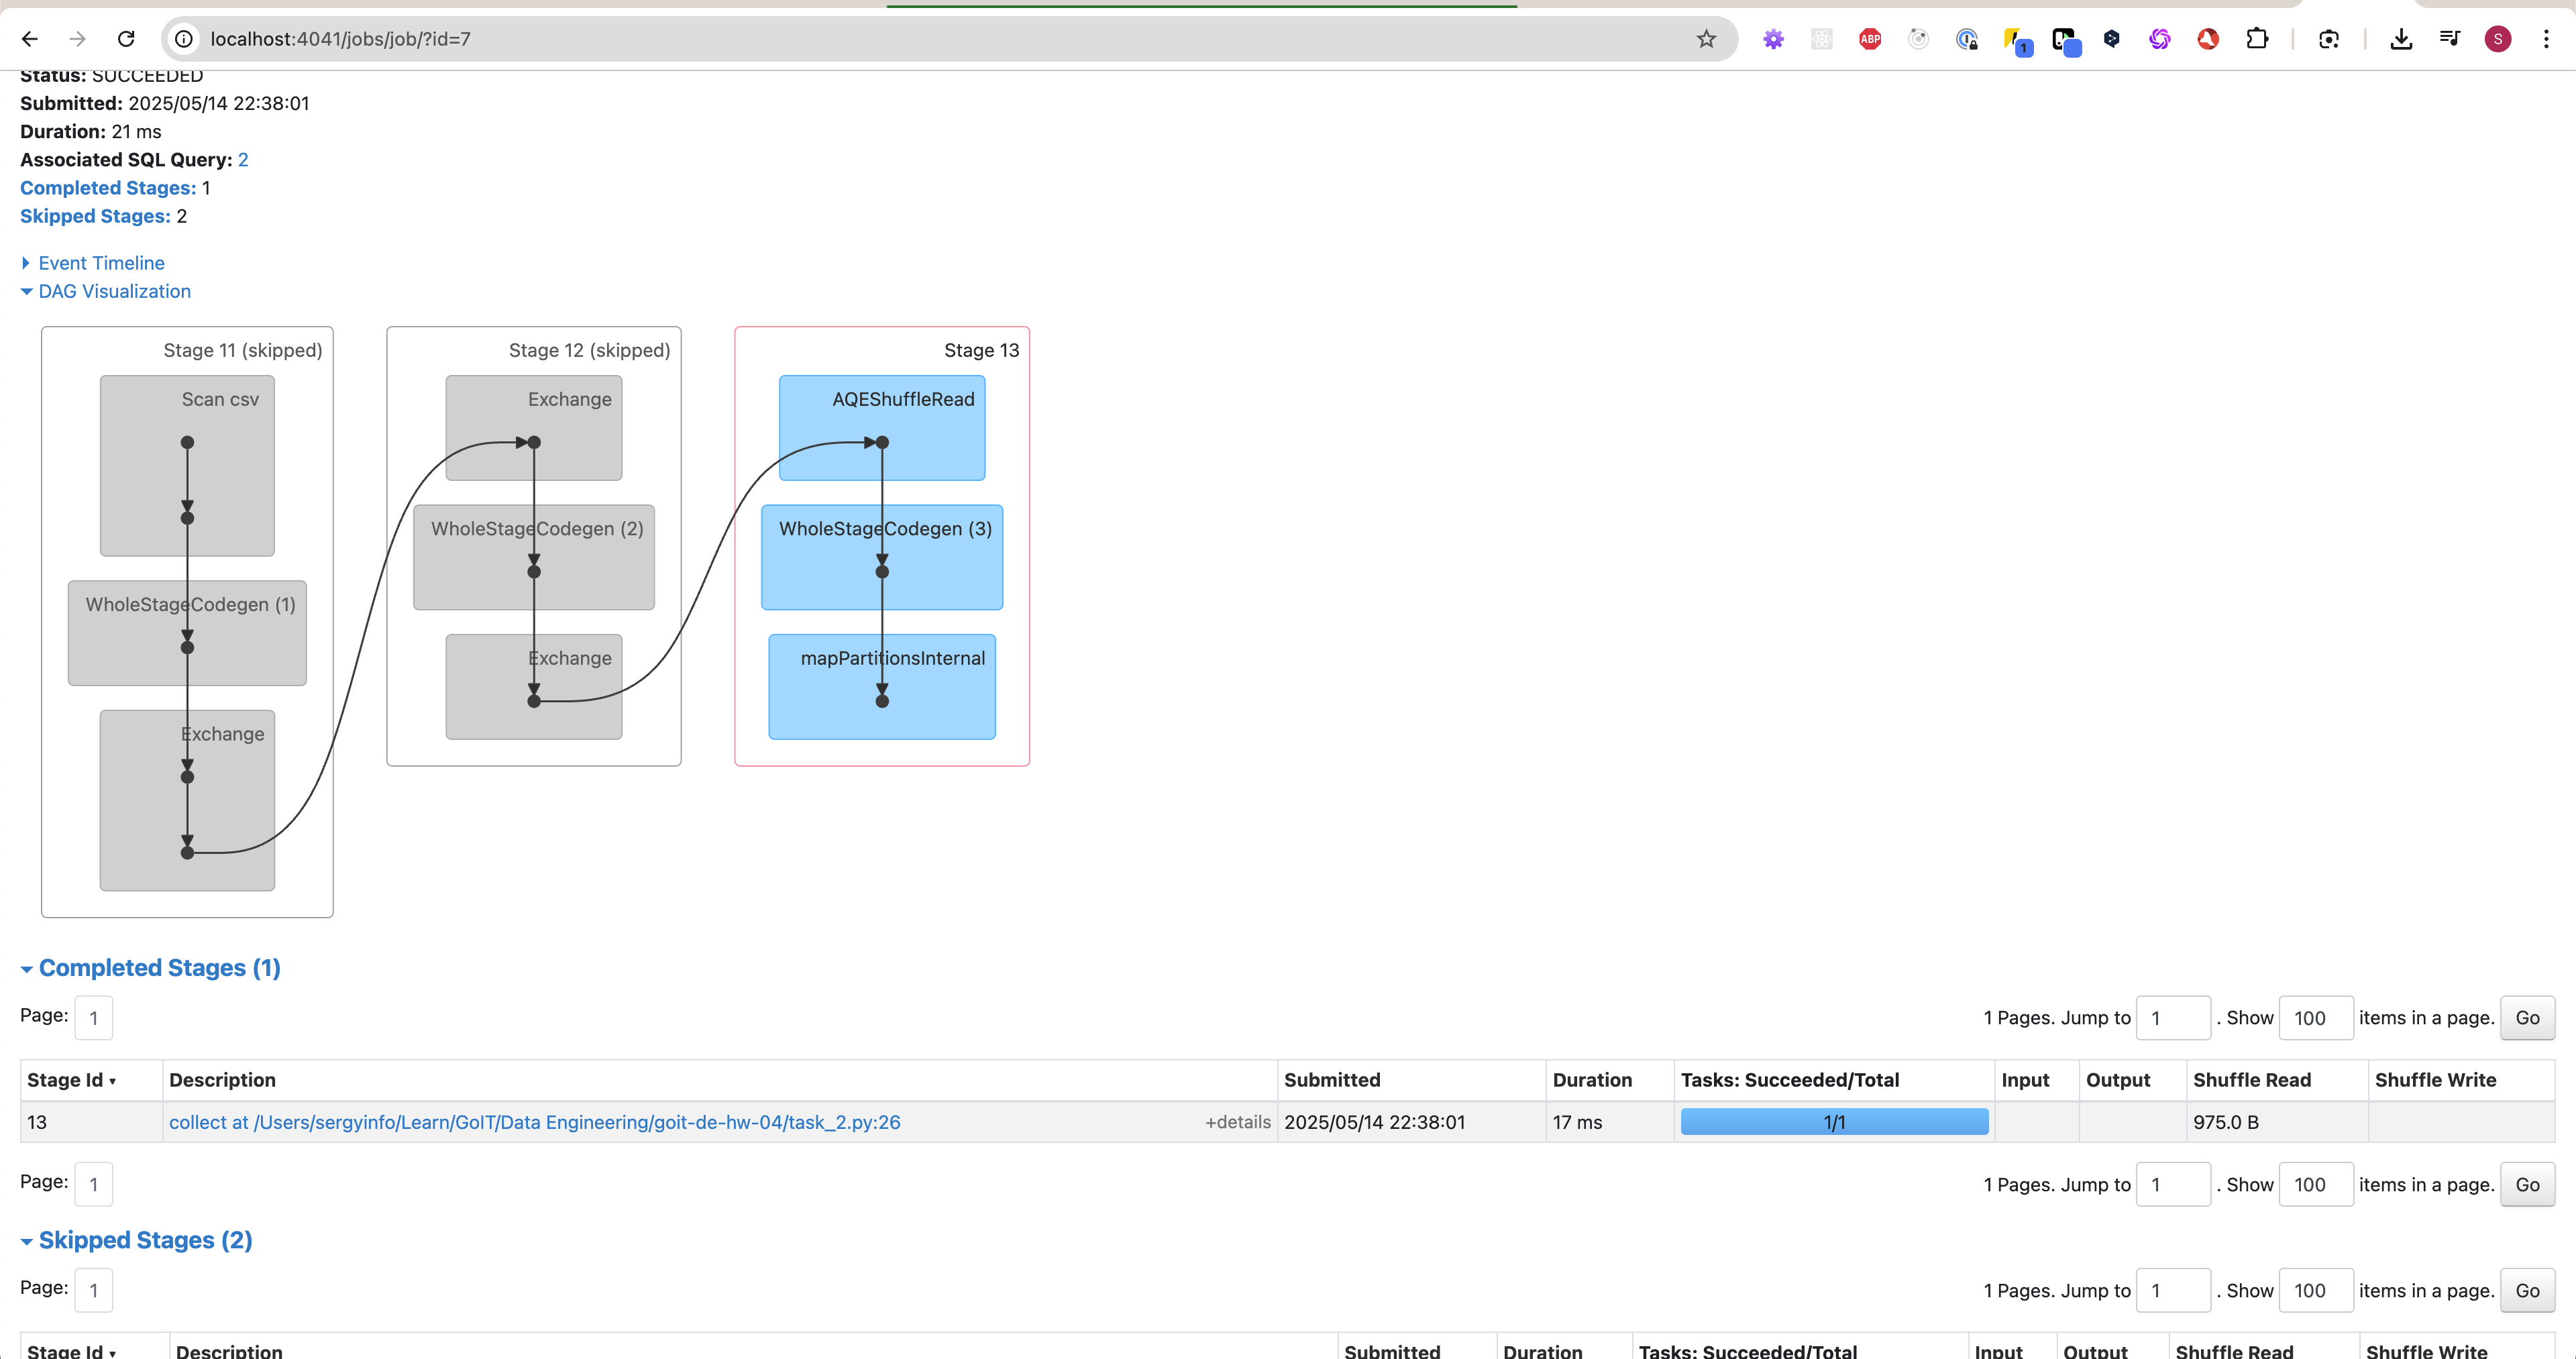 localhost:4041/jobs/job/?id=7
ABP
1
S
Status: SUCCEEDED
Submitted: 2025/05/14 22:38:01
Duration: 21 ms
Associated SQL Query: 2
Completed Stages: 1
Skipped Stages: 2
Event Timeline
DAG Visualization
Stage 11 (skipped)
Scan csv
WholeStageCodegen (1)
Exchange
Stage 12 (skipped)
Exchange
WholeStageCodegen (2)
Exchange
Stage 13
AQEShuffleRead
WholeStageCodegen (3)
mapPartitionsInternal
Completed Stages (1)
Page: 1
1 Pages. Jump to 1 . Show 100 items in a page. Go
Stage Id ▾ Description Submitted Duration Tasks: Succeeded/Total Input Output Shuffle Read Shuffle Write
13 collect at /Users/sergyinfo/Learn/GoIT/Data Engineering/goit-de-hw-04/task_2.py:26 +details 2025/05/14 22:38:01 17 ms 1/1 975.0 B
Page: 1
1 Pages. Jump to 1 . Show 100 items in a page. Go
Skipped Stages (2)
Page: 1
1 Pages. Jump to 1 . Show 100 items in a page. Go
Stage Id ▾ Description Submitted Duration Tasks: Succeeded/Total Input Output Shuffle Read Shuffle Write